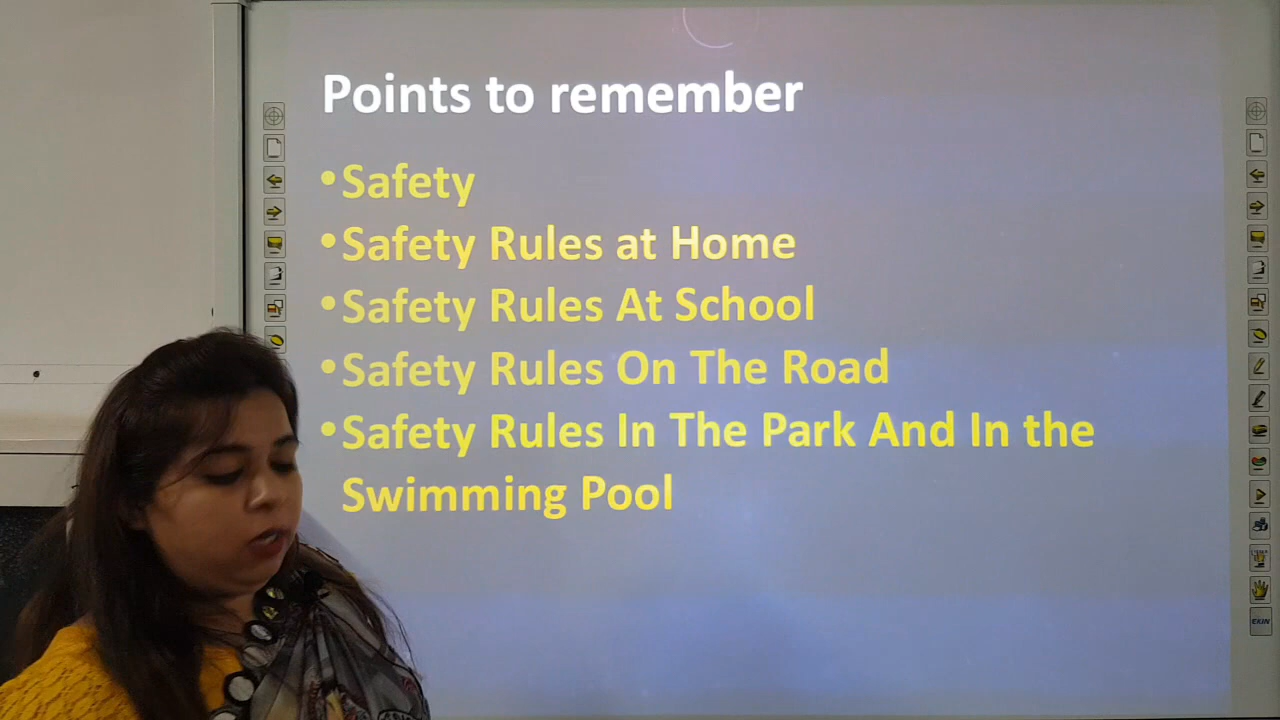 Points to remember
•Safety
•Safety Rules at Home
•Safety Rules At School
•Safety Rules On The Road
•Safety Rules In The Park And In the
Swimming Pool
EKIN